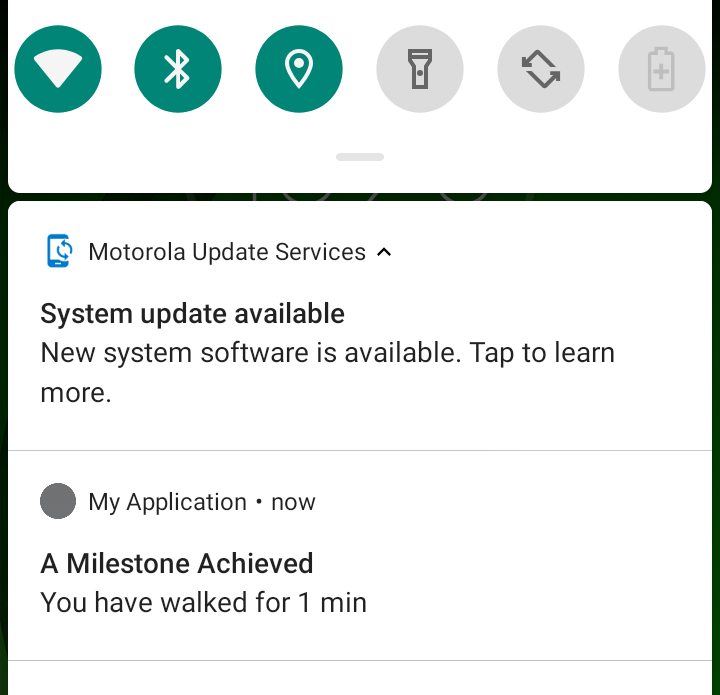 Motorola Update Services
System update available
New system software is available. Tap to learn
more.
My Application • now
A Milestone Achieved
You have walked for 1 min